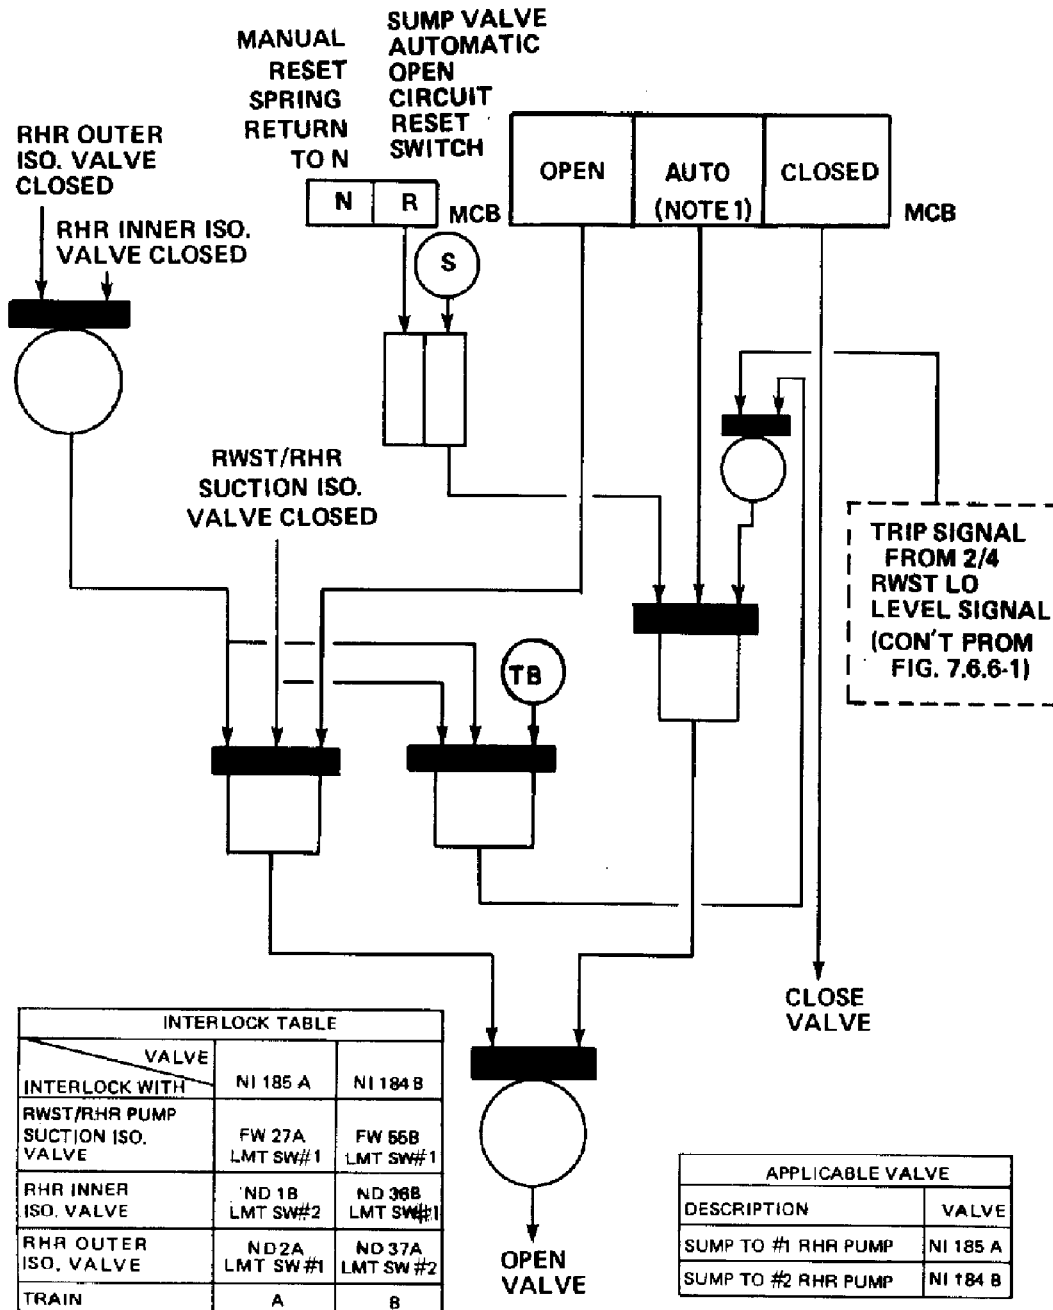 MANUAL
RESET
SPRING
RETURN
TO N
SUMP VALVE
AUTOMATIC
OPEN
CIRCUIT
RESET
SWITCH
RHR OUTER
ISO. VALVE
CLOSED
RHR INNER ISO.
VALVE CLOSED
N R MCB
S
OPEN
AUTO
(NOTE 1)
CLOSED
MCB
RWST/RHR
SUCTION ISO.
VALVE CLOSED
TRIP SIGNAL
FROM 2/4
RWST LO
LEVEL SIGNAL
(CON'T PROM
FIG. 7.6.6-1)
TB
CLOSE
VALVE
OPEN
VALVE
INTERLOCK TABLE
VALVE
INTERLOCK WITH NI 185 A NI 184 B
RWST/RHR PUMP
SUCTION ISO. FW 27A FW 55B
VALVE LMT SW#1 LMT SW#1
RHR INNER ND 1B ND 36B
ISO. VALVE LMT SW#2 LMT SW#1
RHR OUTER ND2A ND 37A
ISO. VALVE LMT SW#1 LMT SW#2
TRAIN A B
APPLICABLE VALVE
DESCRIPTION VALVE
SUMP TO #1 RHR PUMP NI 185 A
SUMP TO #2 RHR PUMP NI 184 B